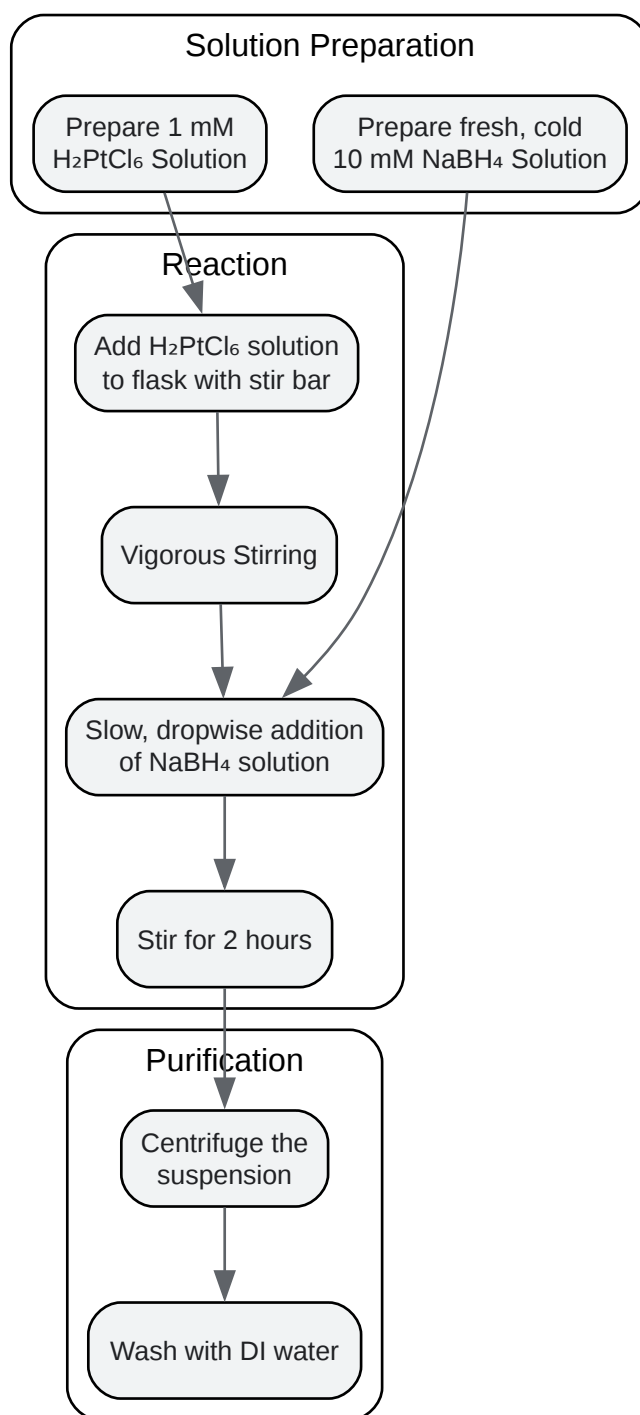 Solution Preparation
Prepare 1 mM
H₂PtCl₆ Solution
Prepare fresh, cold
10 mM NaBH₄ Solution
Reaction
Add H₂PtCl₆ solution
to flask with stir bar
Vigorous Stirring
Slow, dropwise addition
of NaBH₄ solution
Stir for 2 hours
Purification
Centrifuge the
suspension
Wash with DI water